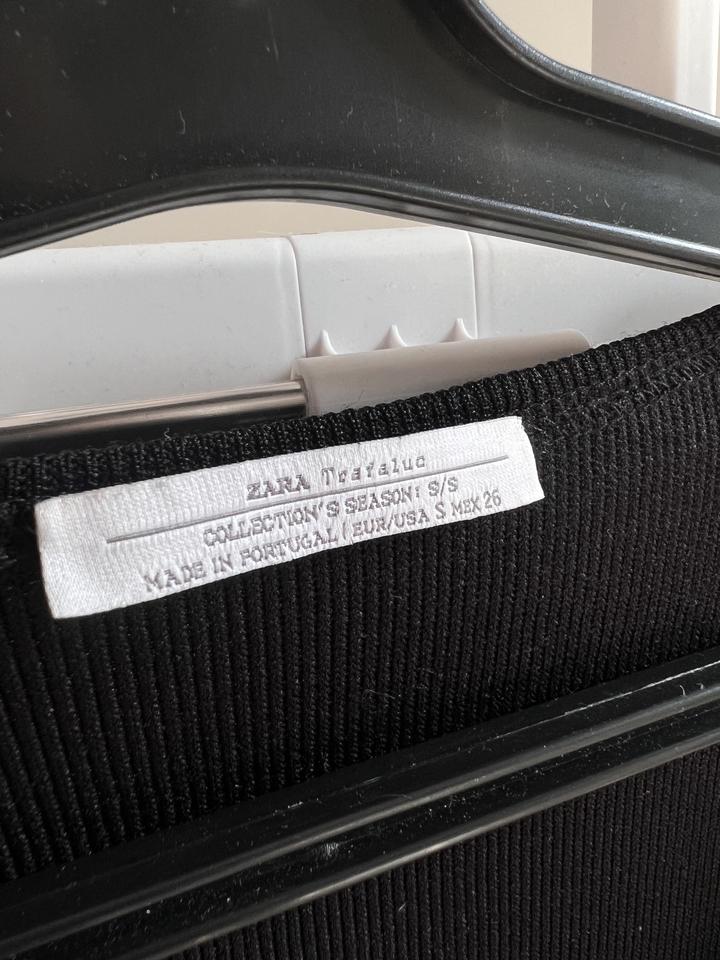 ZARA Trafaluc
COLLECTION'S SEASON: S/S
MADE IN PORTUGAL / EUR/USA S MEX 26